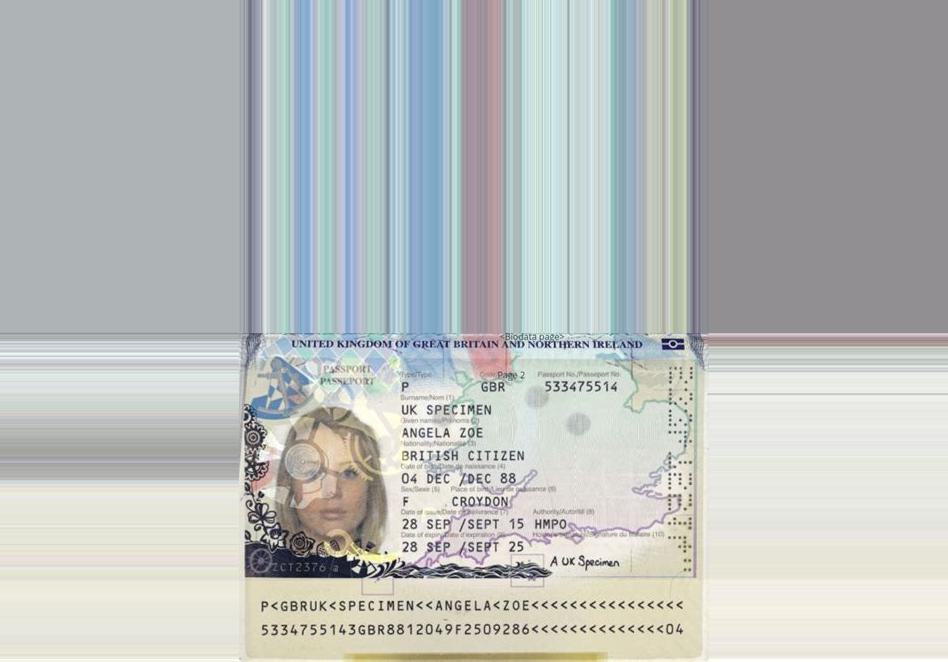 <Biodata page>
UNITED KINGDOM OF GREAT BRITAIN AND NORTHERN IRELAND
PASSPORT
PASSEPORT
Type/Type Page 2 Passport No./Passeport No.
P GBR 533475514
Surname/Nom (1)
UK SPECIMEN
Given names/Prénoms (2)
ANGELA ZOE
Nationality/Nationalité (3)
BRITISH CITIZEN
Date of birth/Date de naissance (4)
04 DEC /DEC 88
Sex/Sexe (5) Place of birth/Lieu de naissance (6)
F CROYDON
Date of issue/Date de délivrance (7) Authority/Autorité (8)
28 SEP /SEPT 15 HMPO
Date of expiry/Date d'expiration (9) Holder's signature/Signature du titulaire (10)
28 SEP /SEPT 25
A UK Specimen
ZCT2376
P<GBRUK<SPECIMEN<<ANGELA<ZOE<<<<<<<<<<<<<<<<
5334755143GBR8812049F2509286<<<<<<<<<<<<<<04